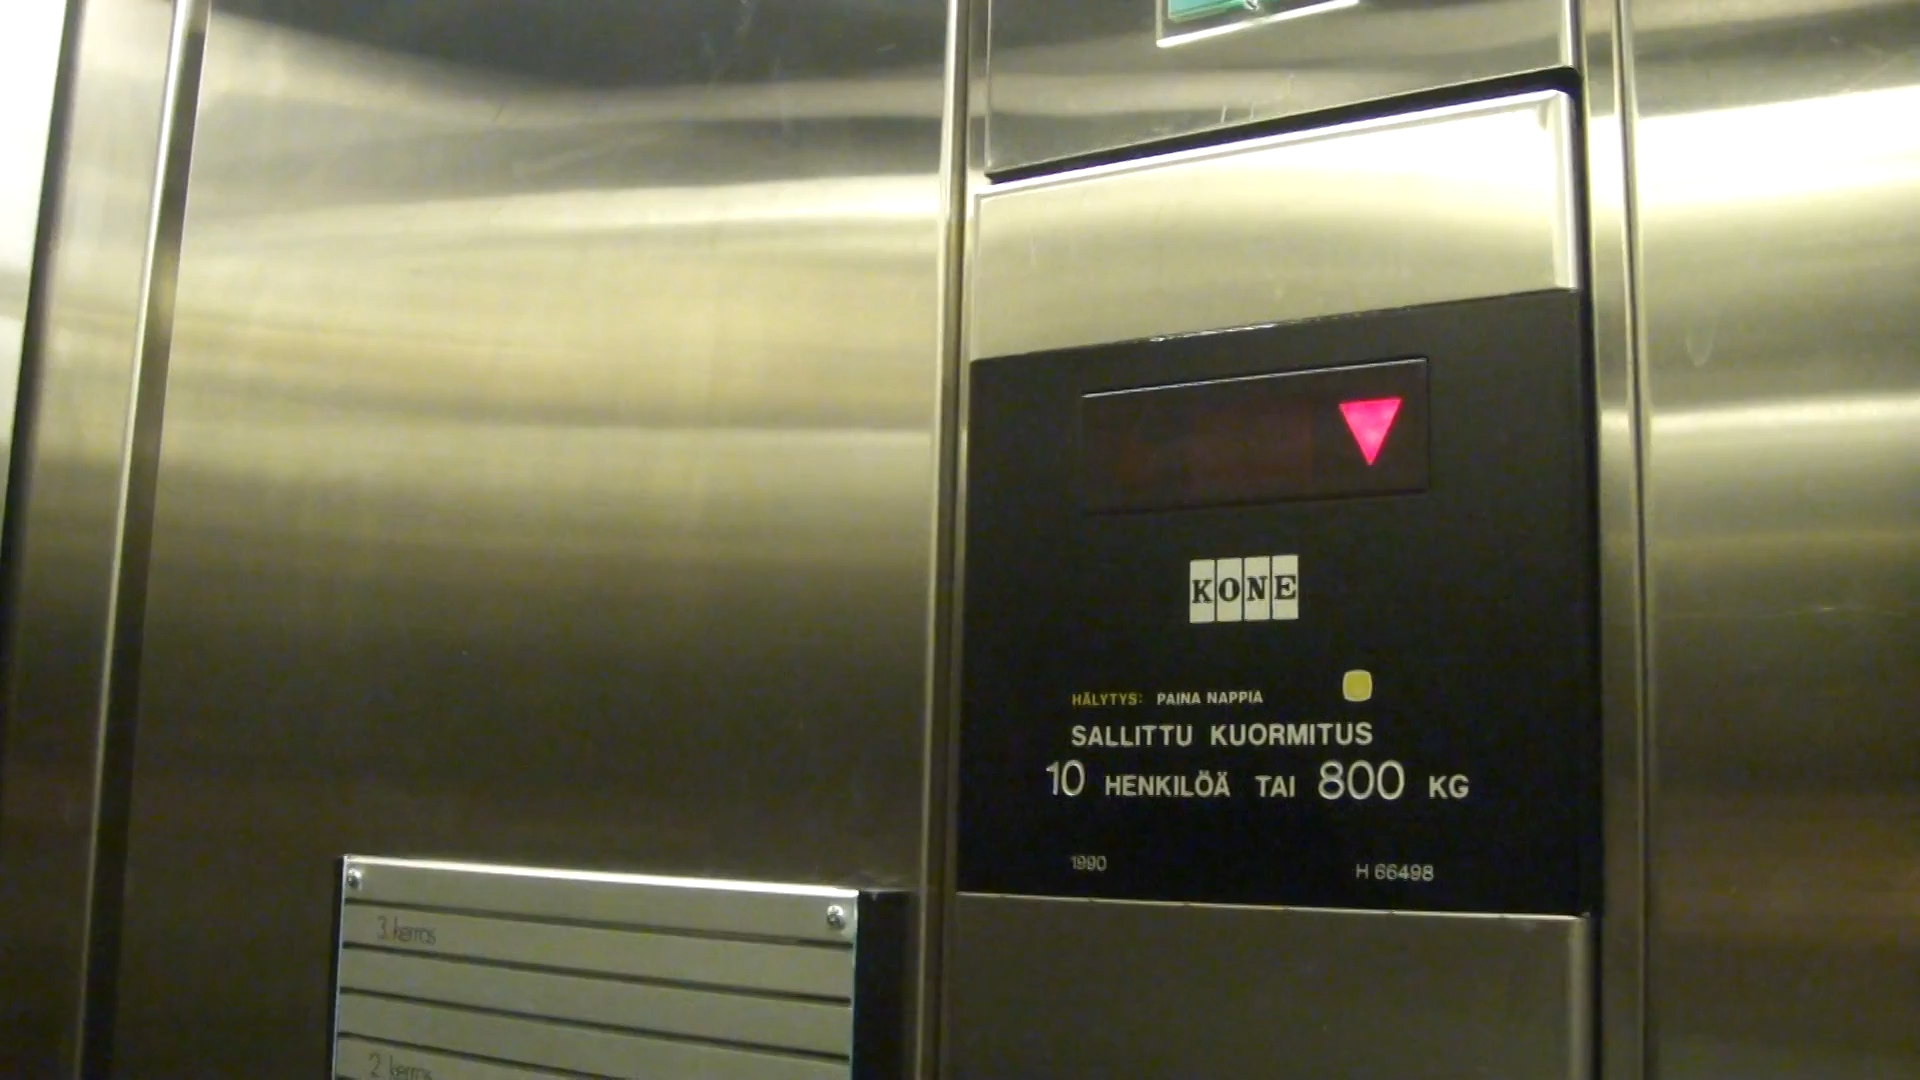 KONE
HÄLYTYS: PAINA NAPPIA
SALLITTU KUORMITUS
10 HENKILÖÄ TAI 800 KG
1990 H 66498
3. kerros
2. kerros